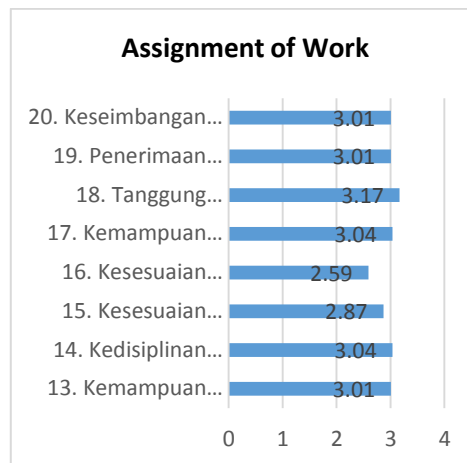 Assignment of Work
20. Keseimbangan... 3.01
19. Penerimaan... 3.01
18. Tanggung... 3.17
17. Kemampuan... 3.04
16. Kesesuaian... 2.59
15. Kesesuaian... 2.87
14. Kedisiplinan... 3.04
13. Kemampuan... 3.01
0 1 2 3 4